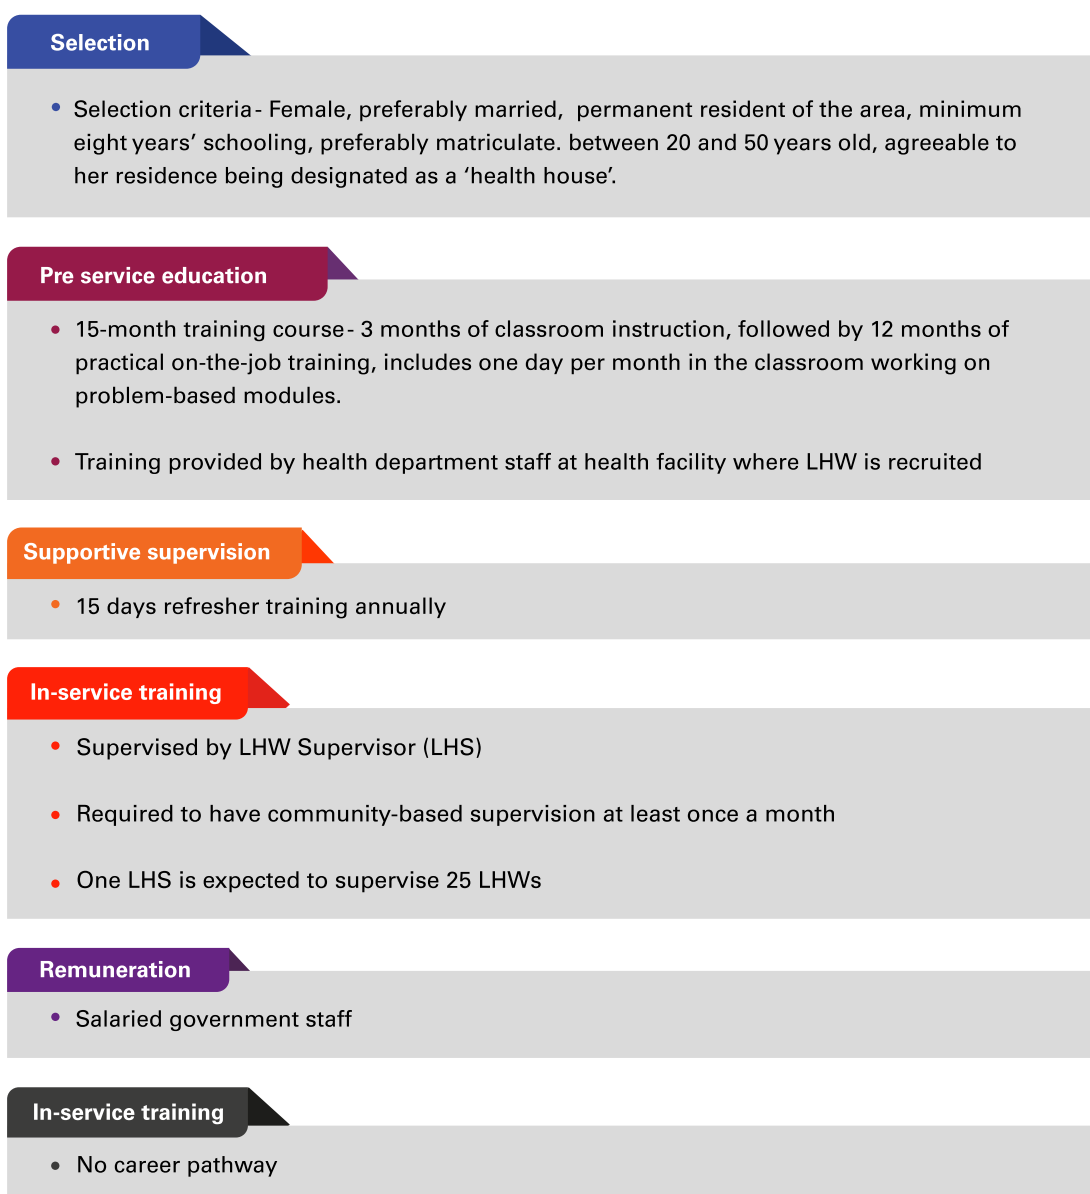 Selection
• Selection criteria- Female, preferably married, permanent resident of the area, minimum
eight years’ schooling, preferably matriculate. between 20 and 50 years old, agreeable to
her residence being designated as a ‘health house’.
Pre service education
• 15-month training course- 3 months of classroom instruction, followed by 12 months of
practical on-the-job training, includes one day per month in the classroom working on
problem-based modules.
• Training provided by health department staff at health facility where LHW is recruited
Supportive supervision
• 15 days refresher training annually
In-service training
• Supervised by LHW Supervisor (LHS)
• Required to have community-based supervision at least once a month
• One LHS is expected to supervise 25 LHWs
Remuneration
• Salaried government staff
In-service training
• No career pathway